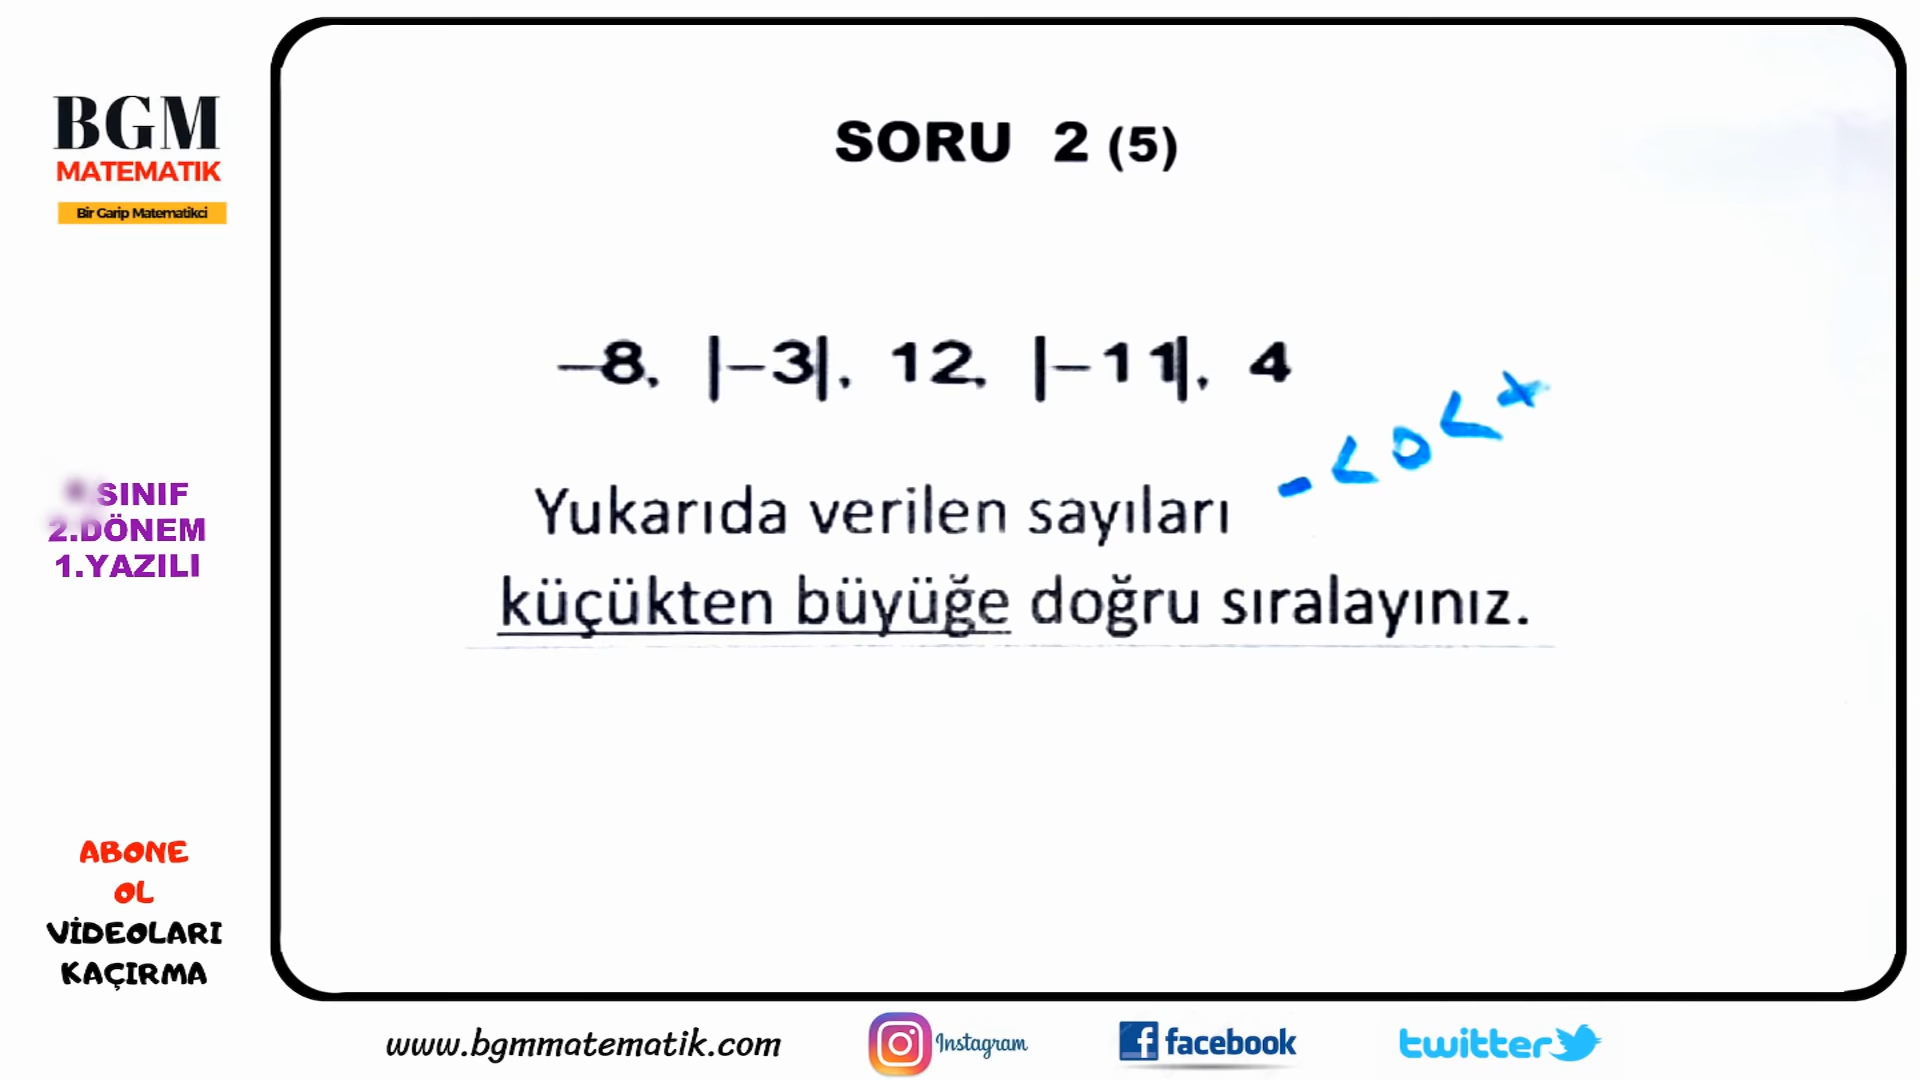 BGM
MATEMATIK
Bir Garip Matematikci
SORU 2 (5)
–8, |–3|, 12, |–11|, 4
- < 0 < +
Yukarıda verilen sayıları
küçükten büyüğe doğru sıralayınız.
SINIF
2.DÖNEM
1.YAZILI
ABONE
OL
VİDEOLARI
KAÇIRMA
www.bgmmatematik.com
Instagram
facebook
twitter